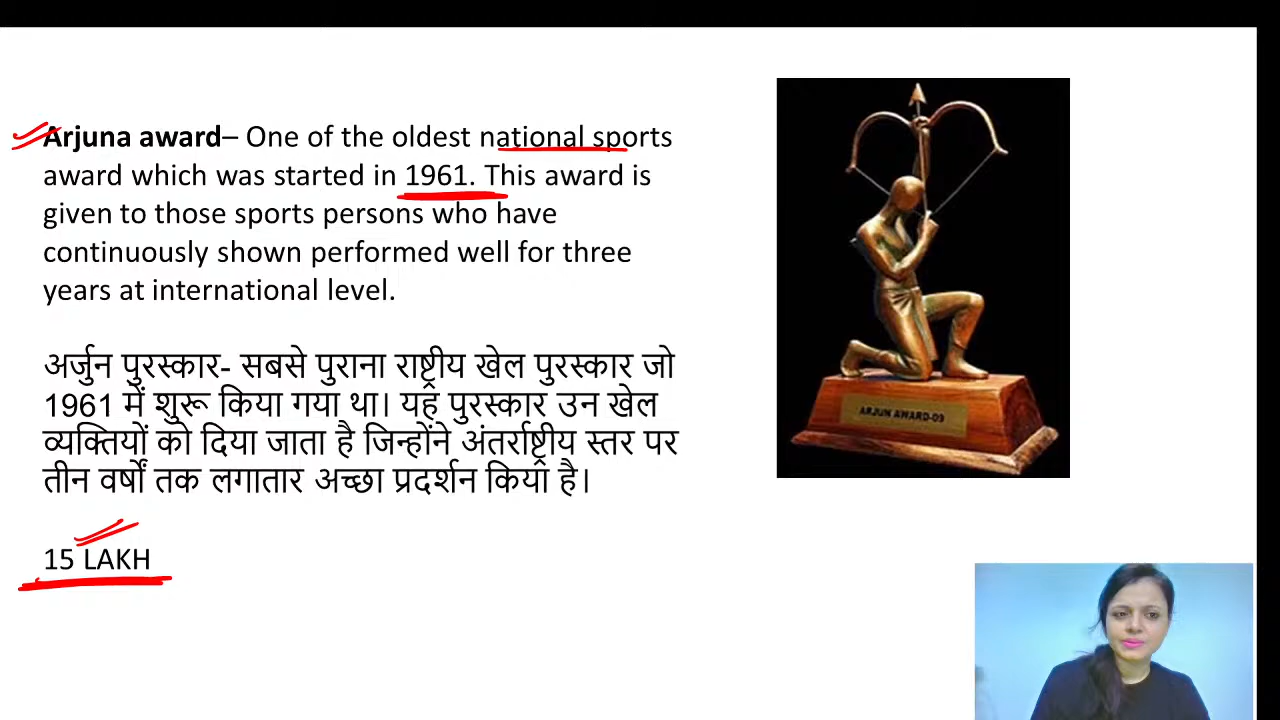 Arjuna award– One of the oldest national sports
award which was started in 1961. This award is
given to those sports persons who have
continuously shown performed well for three
years at international level.
अर्जुन पुरस्कार- सबसे पुराना राष्ट्रीय खेल पुरस्कार जो
1961 में शुरू किया गया था। यह पुरस्कार उन खेल
व्यक्तियों को दिया जाता है जिन्होंने अंतर्राष्ट्रीय स्तर पर
तीन वर्षों तक लगातार अच्छा प्रदर्शन किया है।
15 LAKH
ARJUN AWARD-09